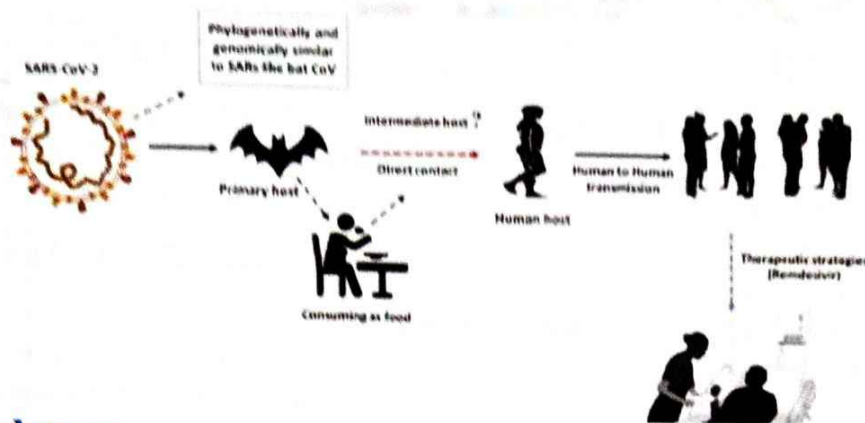 SARS-CoV-2
Phylogenetically and
genomically similar
to SARs like bat CoV
Intermediate host ?
Direct contact
Primary host
Consuming as food
Human host
Human to Human
transmission
Therapeutic strategies
(Remdesivir)